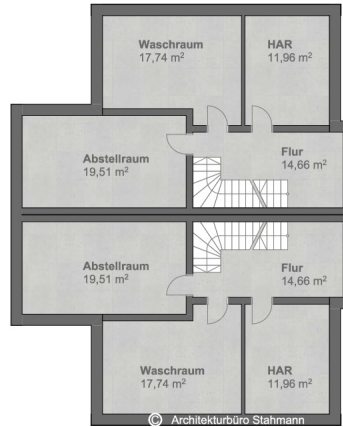 Waschraum
17,74 m²
HAR
11,96 m²
Abstellraum
19,51 m²
Flur
14,66 m²
Abstellraum
19,51 m²
Flur
14,66 m²
Waschraum
17,74 m²
HAR
11,96 m²
© Architekturbüro Stahmann